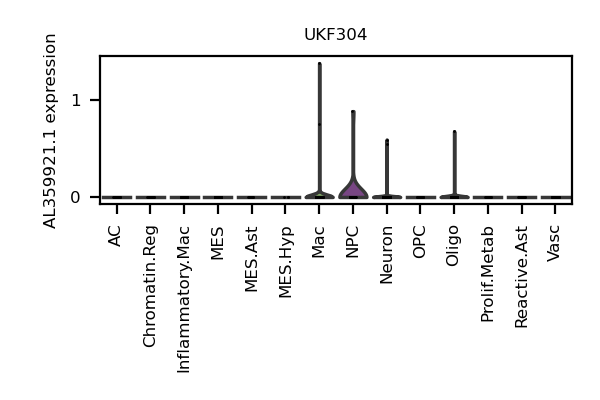 UKF304
AL359921.1 expression
1
0
AC
Chromatin.Reg
Inflammatory.Mac
MES
MES.Ast
MES.Hyp
Mac
NPC
Neuron
OPC
Oligo
Prolif.Metab
Reactive.Ast
Vasc